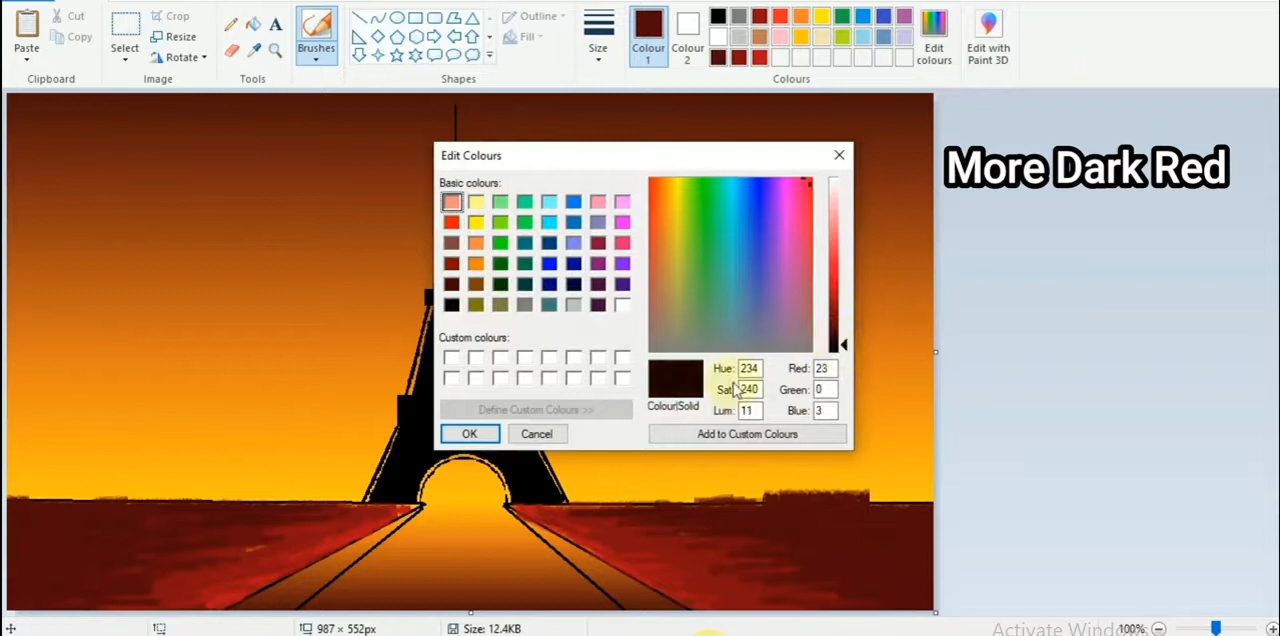 Cut
Crop
Outline
Copy
Resize
Fill
Paste
Select
Rotate
Brushes
Size
Colour 1
Colour 2
Edit colours
Edit with Paint 3D
Clipboard
Image
Tools
Shapes
Colours
More Dark Red
Edit Colours
Basic colours:
Custom colours:
Define Custom Colours >>
OK
Cancel
Colour|Solid
Hue: 234
Red: 23
Sat: 240
Green: 0
Lum: 11
Blue: 3
Add to Custom Colours
987 × 552px
Size: 12.4KB
100%